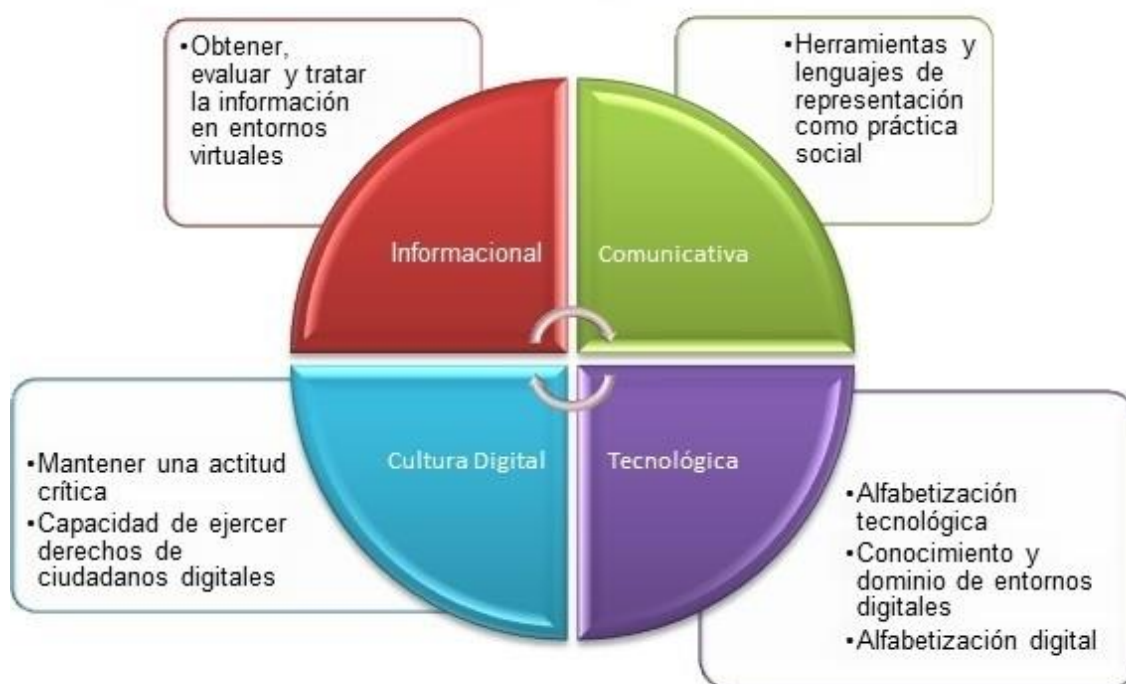 •Obtener,
evaluar y tratar
la información
en entornos
virtuales
•Herramientas y
lenguajes de
representación
como práctica
social
Informacional
Comunicativa
Cultura Digital
Tecnológica
•Mantener una actitud
crítica
•Capacidad de ejercer
derechos de
ciudadanos digitales
•Alfabetización
tecnológica
•Conocimiento y
dominio de entornos
digitales
•Alfabetización digital